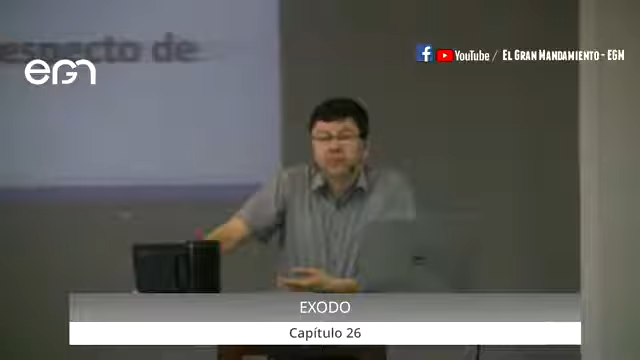 especto de
EGM
YouTube / El Gran Mandamiento - EGM
EXODO
Capítulo 26